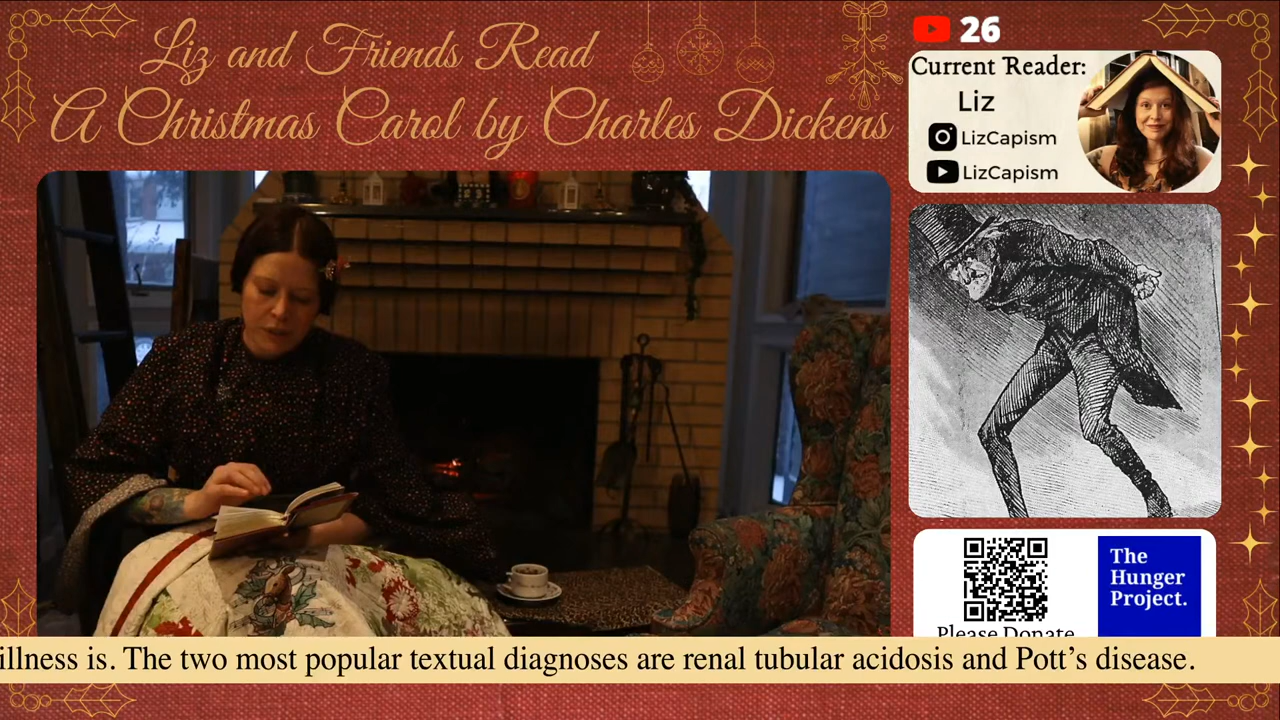 Liz and Friends Read
A Christmas Carol by Charles Dickens
26
Current Reader:
Liz
LizCapism
LizCapism
The
Hunger
Project.
Please Donate
illness is. The two most popular textual diagnoses are renal tubular acidosis and Pott’s disease.